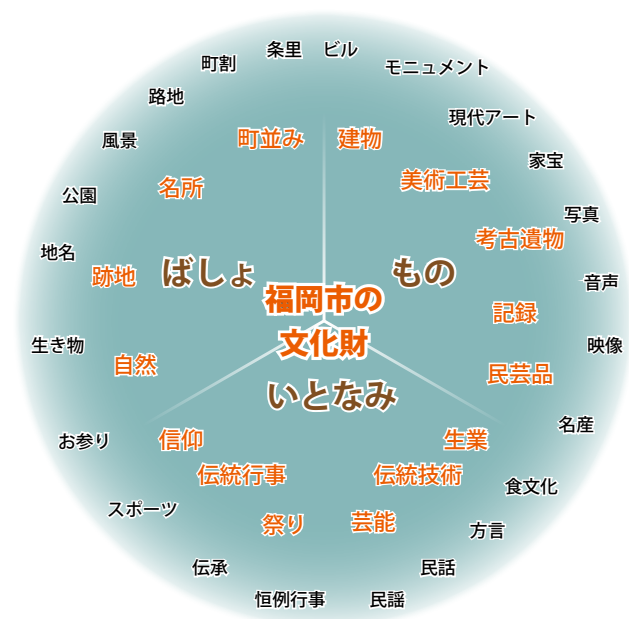 条里
ビル
町割
モニュメント
路地
現代アート
風景
町並み
建物
家宝
名所
美術工芸
公園
写真
地名
考古遺物
跡地
ばしょ
もの
音声
福岡市の
文化財
記録
生き物
映像
自然
民芸品
いとなみ
名産
お参り
信仰
生業
伝統行事
伝統技術
食文化
スポーツ
祭り
芸能
方言
伝承
民話
恒例行事
民謡